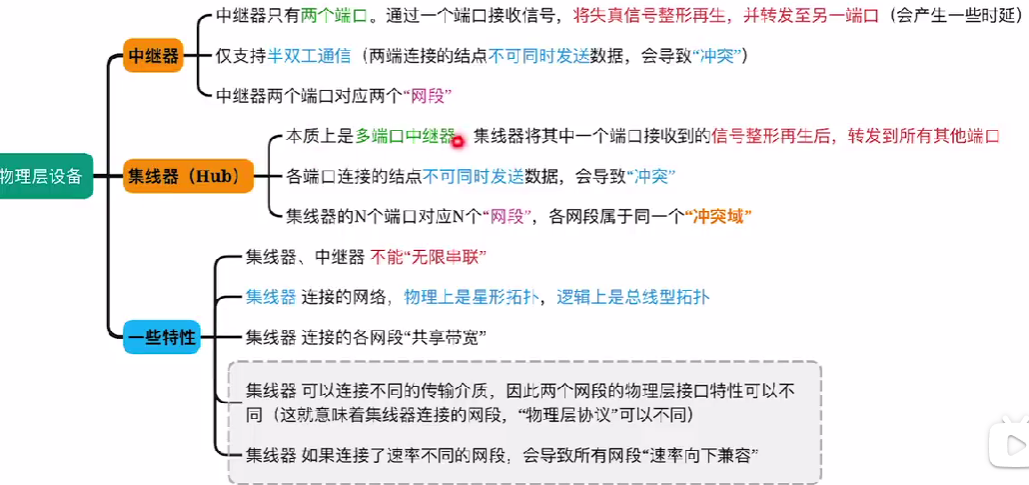 中继器只有两个端口。通过一个端口接收信号，将失真信号整形再生，并转发至另一端口（会产生一些时延）
中继器
仅支持半双工通信（两端连接的结点不可同时发送数据，会导致“冲突”）
中继器两个端口对应两个“网段”
本质上是多端口中继器 集线器将其中一个端口接收到的信号整形再生后，转发到所有其他端口
物理层设备
集线器（Hub）
各端口连接的结点不可同时发送数据，会导致“冲突”
集线器的N个端口对应N个“网段”，各网段属于同一个“冲突域”
集线器、中继器 不能“无限串联”
集线器 连接的网络，物理上是星形拓扑，逻辑上是总线型拓扑
一些特性
集线器 连接的各网段“共享带宽”
集线器 可以连接不同的传输介质，因此两个网段的物理层接口特性可以不
同（这就意味着集线器连接的网段，“物理层协议”可以不同）
集线器 如果连接了速率不同的网段，会导致所有网段“速率向下兼容”